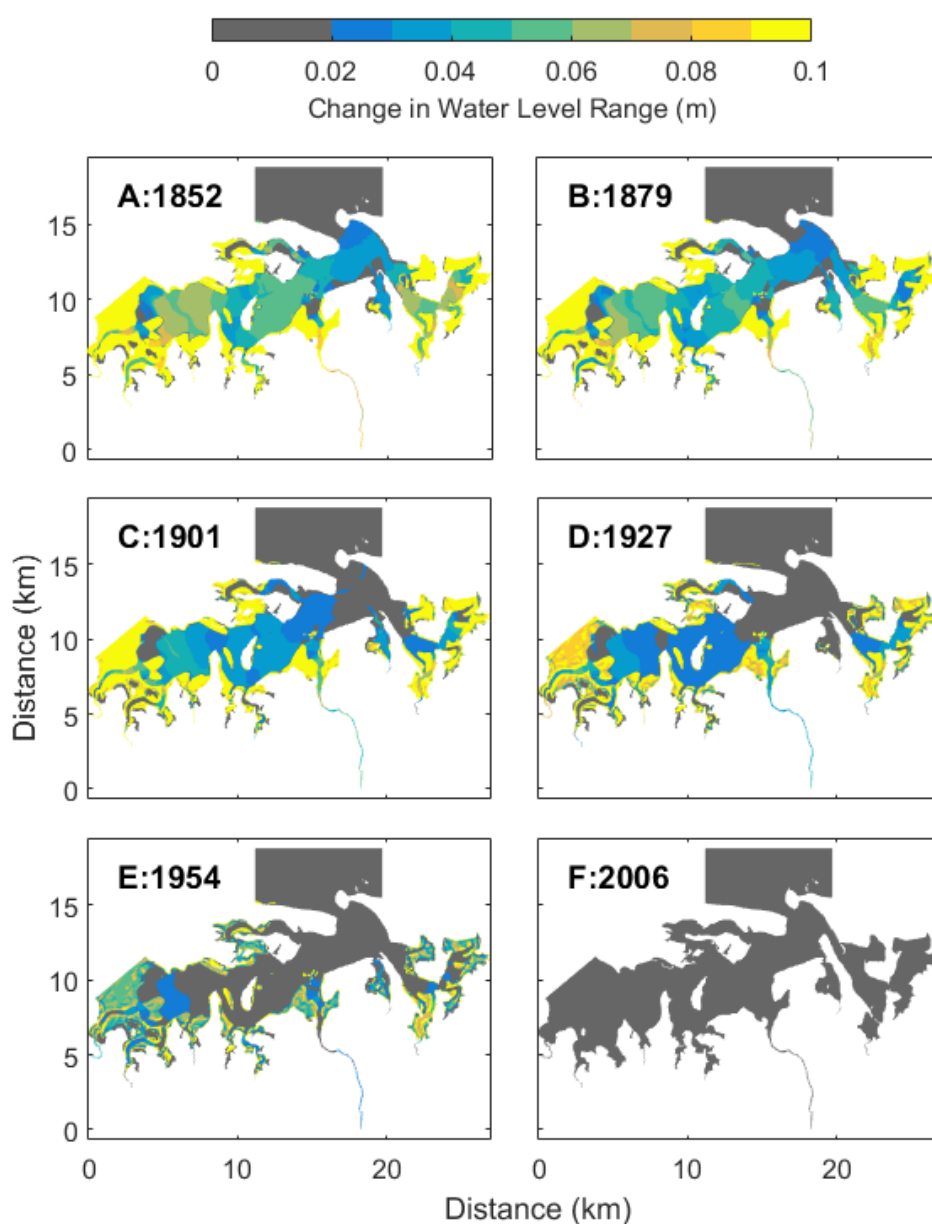 0 0.02 0.04 0.06 0.08 0.1
Change in Water Level Range (m)
A:1852
B:1879
15
10
5
0
C:1901
D:1927
15
10
5
0
Distance (km)
E:1954
F:2006
15
10
5
0
0 10 20 0 10 20
Distance (km)